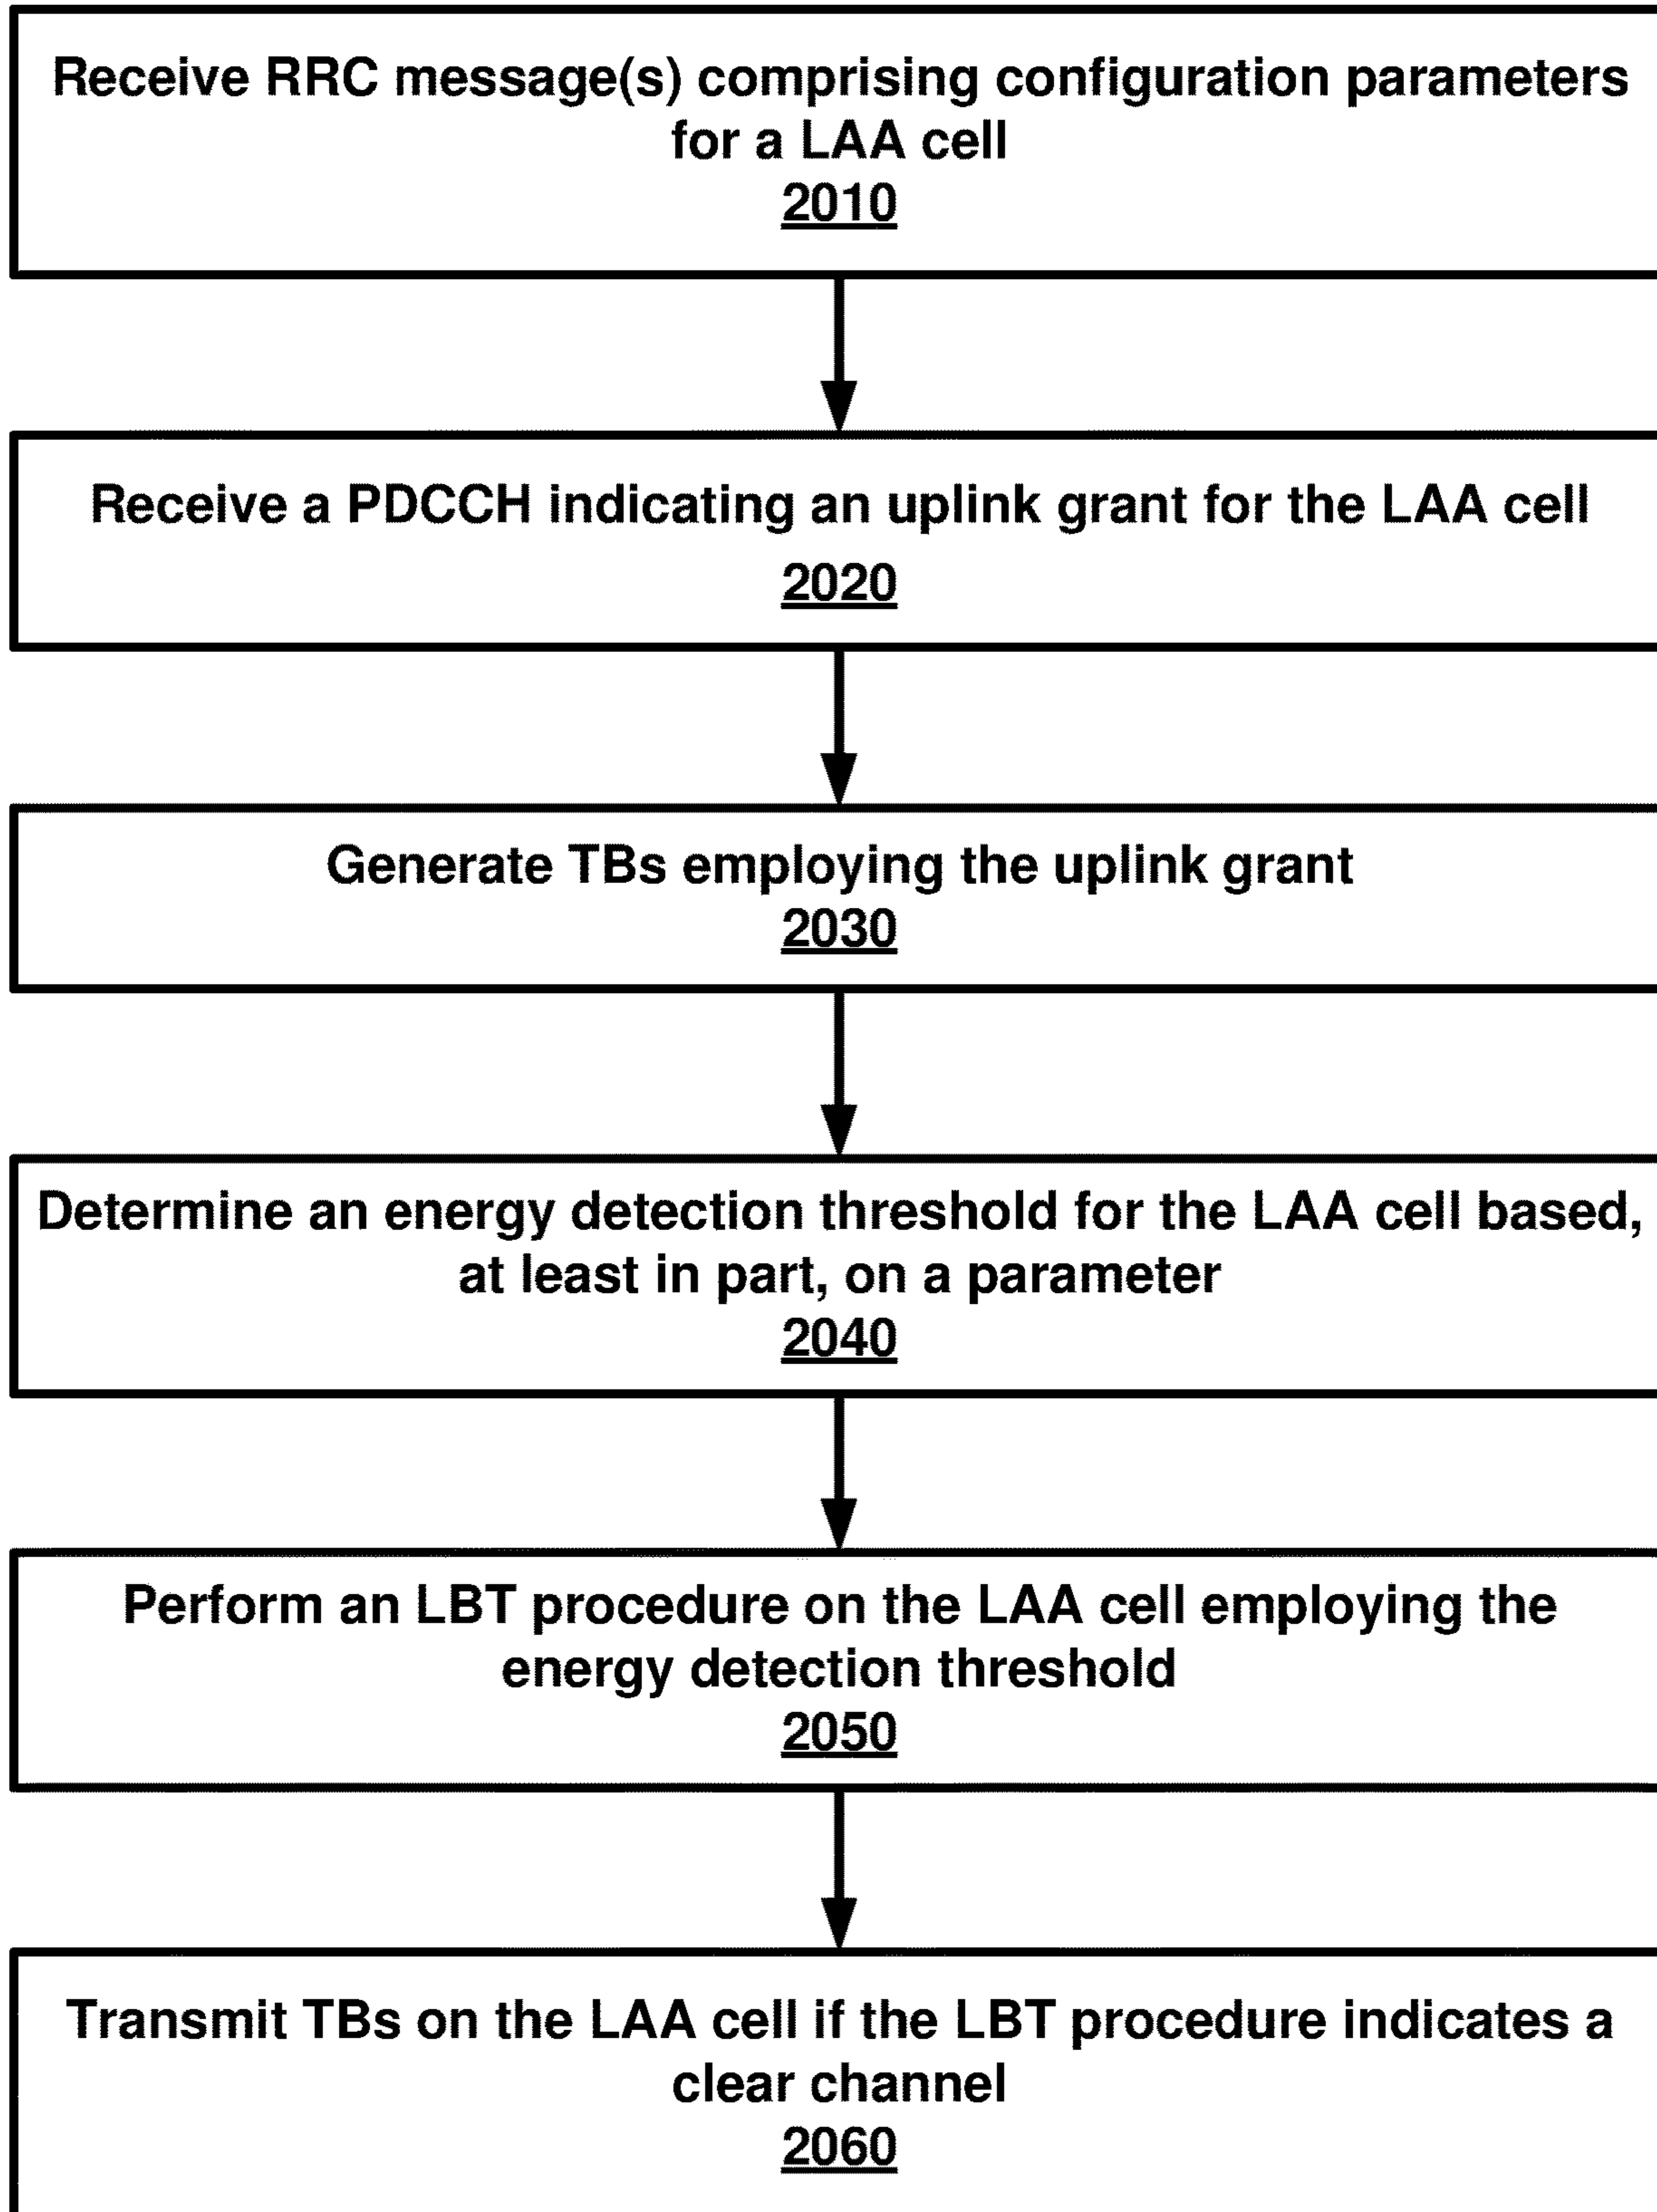 Receive RRC message(s) comprising configuration parameters
for a LAA cell
2010
Receive a PDCCH indicating an uplink grant for the LAA cell
2020
Generate TBs employing the uplink grant
2030
Determine an energy detection threshold for the LAA cell based,
at least in part, on a parameter
2040
Perform an LBT procedure on the LAA cell employing the
energy detection threshold
2050
Transmit TBs on the LAA cell if the LBT procedure indicates a
clear channel
2060